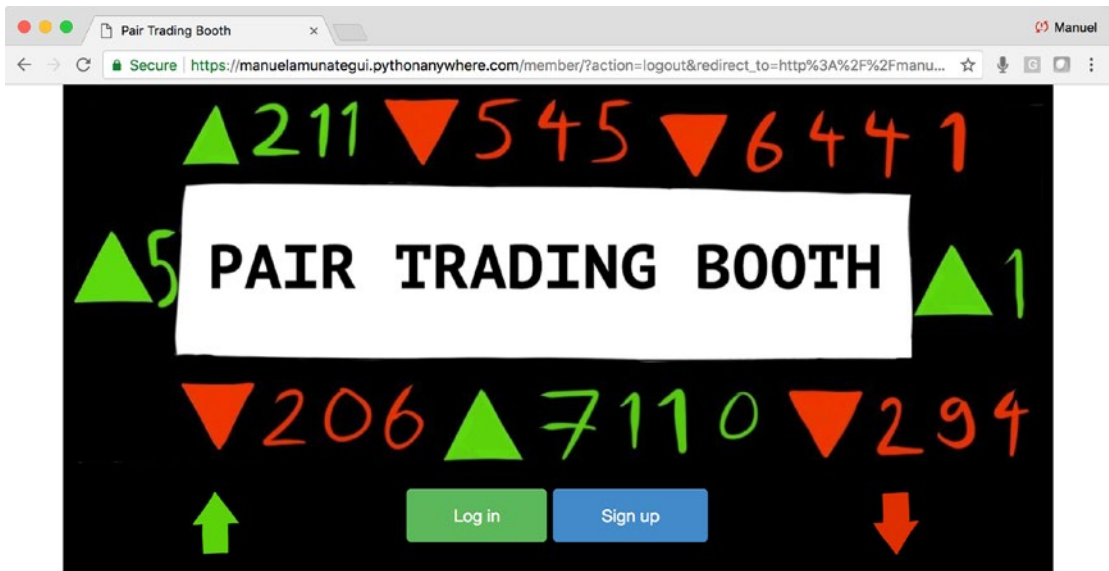 Pair Trading Booth
Manuel
Secure https://manuelamunategui.pythonanywhere.com/member/?action=logout&redirect_to=http%3A%2F%2Fmanu...
211 545 6441
5 PAIR TRADING BOOTH 1
206 7110 294
Log in Sign up